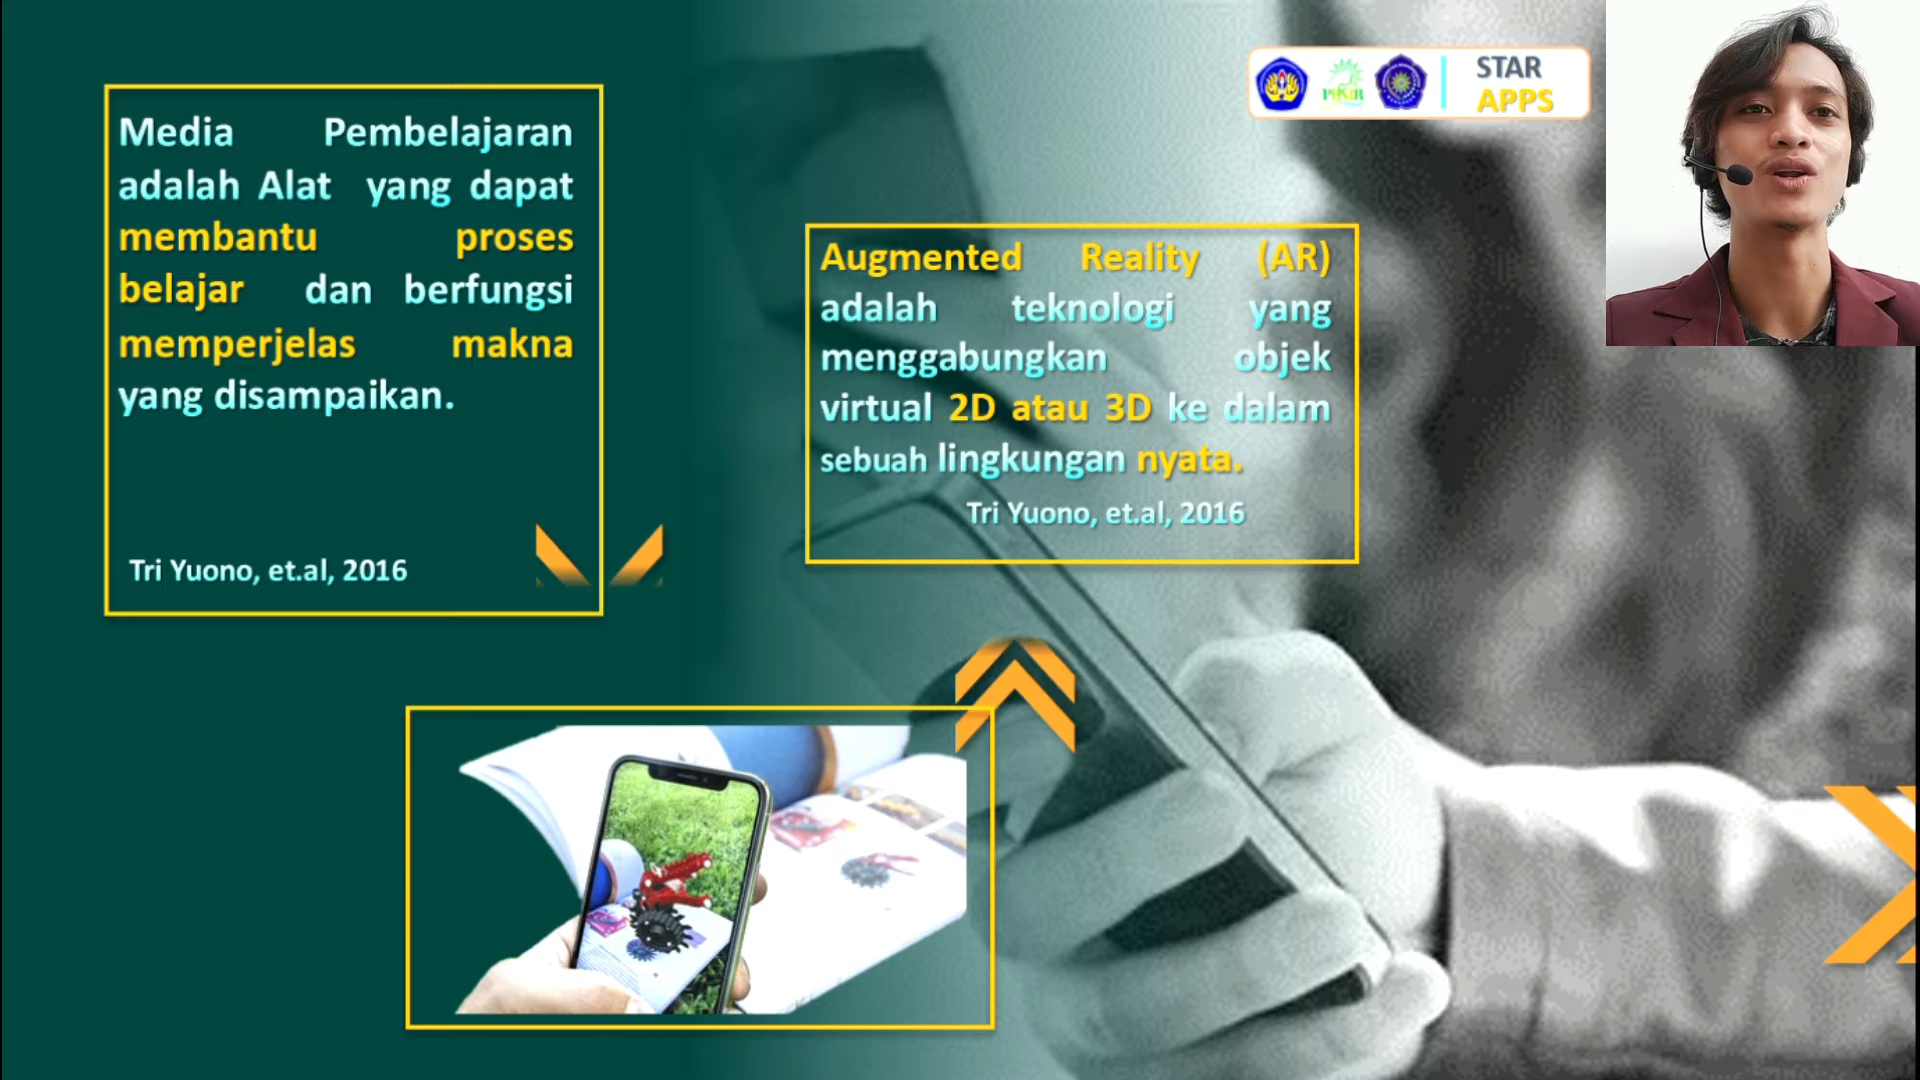 Media Pembelajaran
adalah Alat yang dapat
membantu proses
belajar dan berfungsi
memperjelas makna
yang disampaikan.
Tri Yuono, et.al, 2016
STAR
APPS
Augmented Reality (AR)
adalah teknologi yang
menggabungkan objek
virtual 2D atau 3D ke dalam
sebuah lingkungan nyata.
Tri Yuono, et.al, 2016